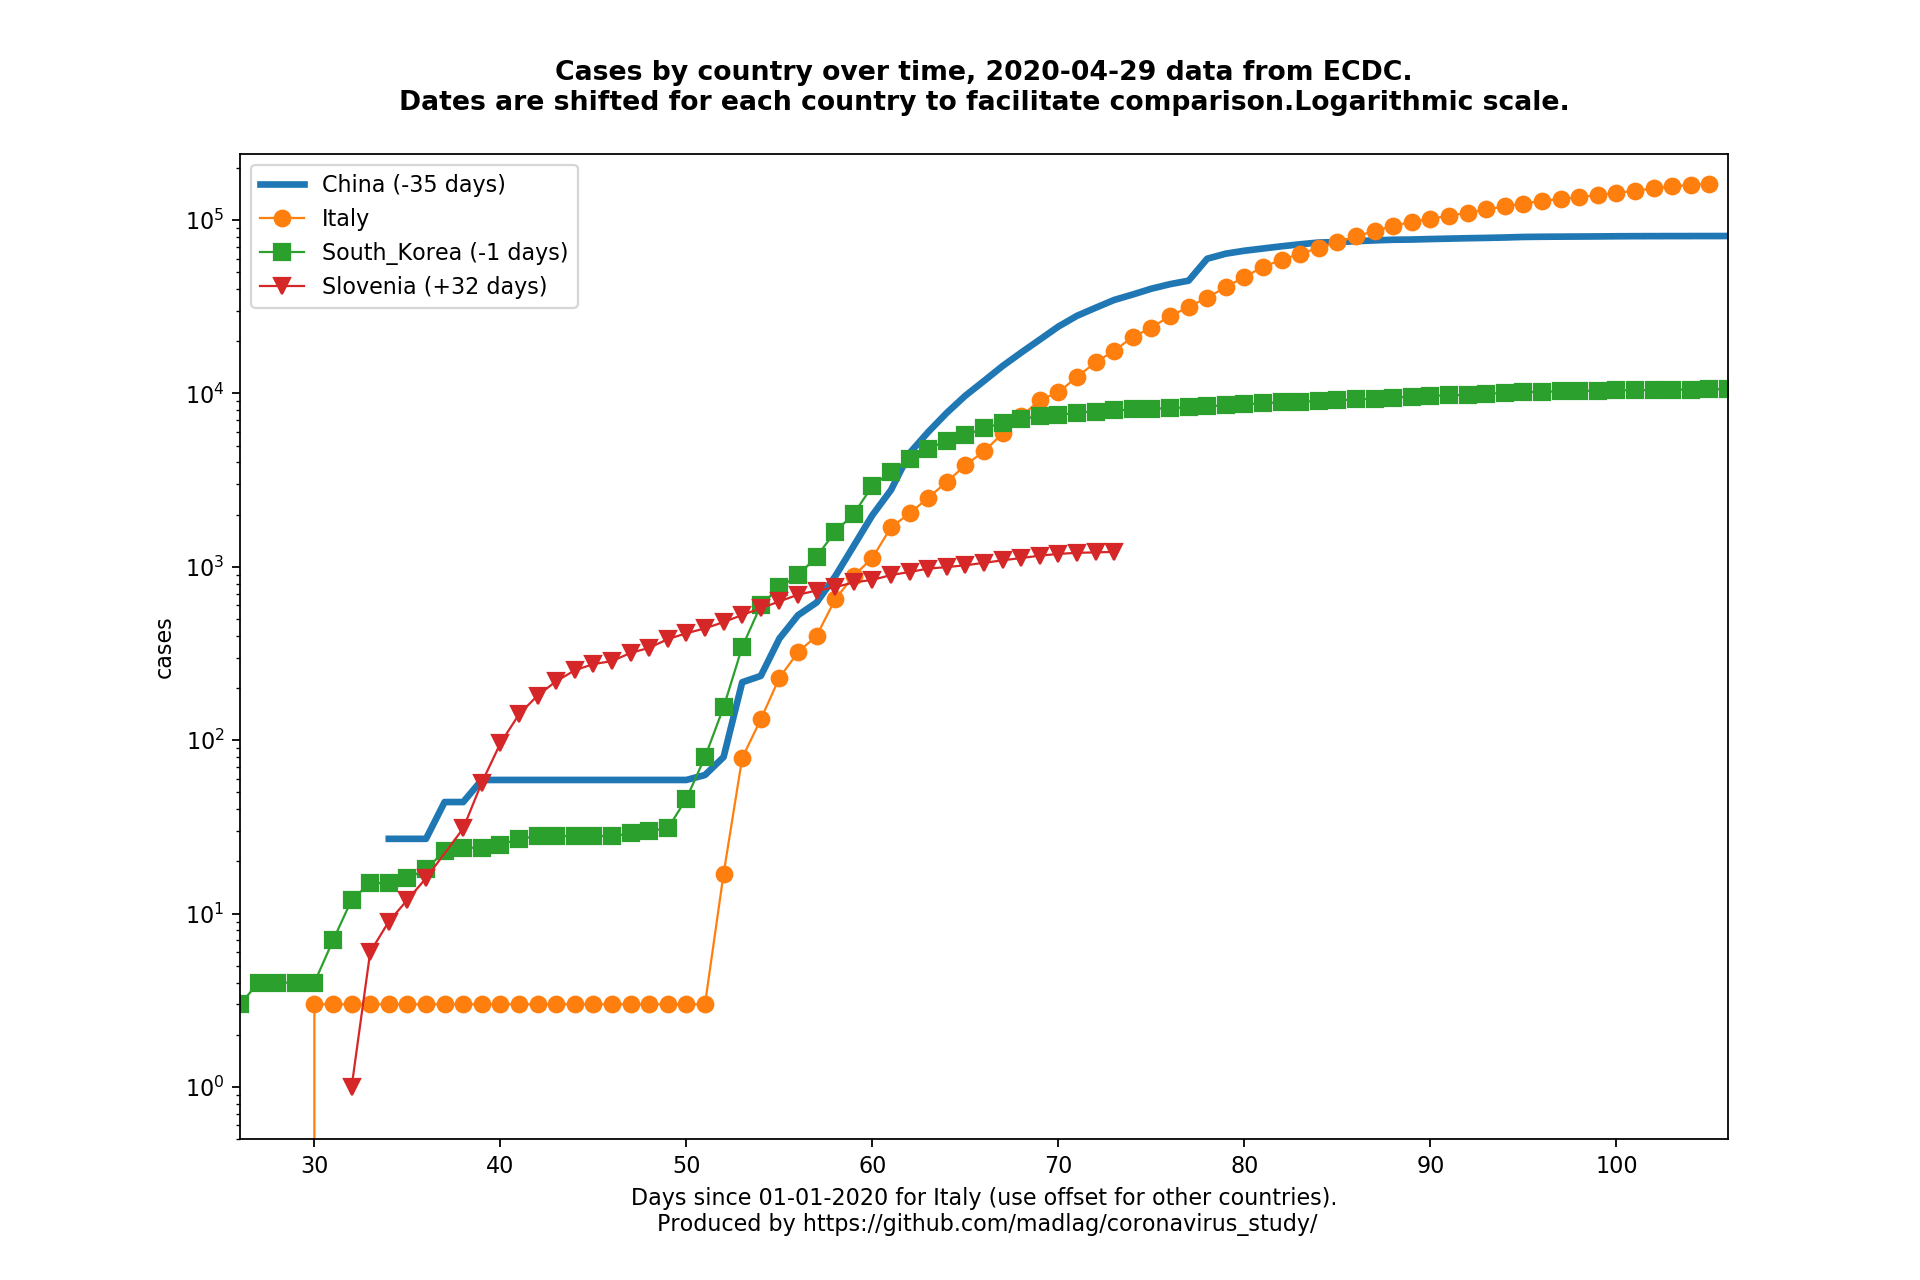 Cases by country over time, 2020-04-29 data from ECDC.
Dates are shifted for each country to facilitate comparison.Logarithmic scale.
China (-35 days)
Italy
South_Korea (-1 days)
Slovenia (+32 days)
10^5
10^4
10^3
10^2
10^1
10^0
cases
30 40 50 60 70 80 90 100
Days since 01-01-2020 for Italy (use offset for other countries).
Produced by https://github.com/madlag/coronavirus_study/